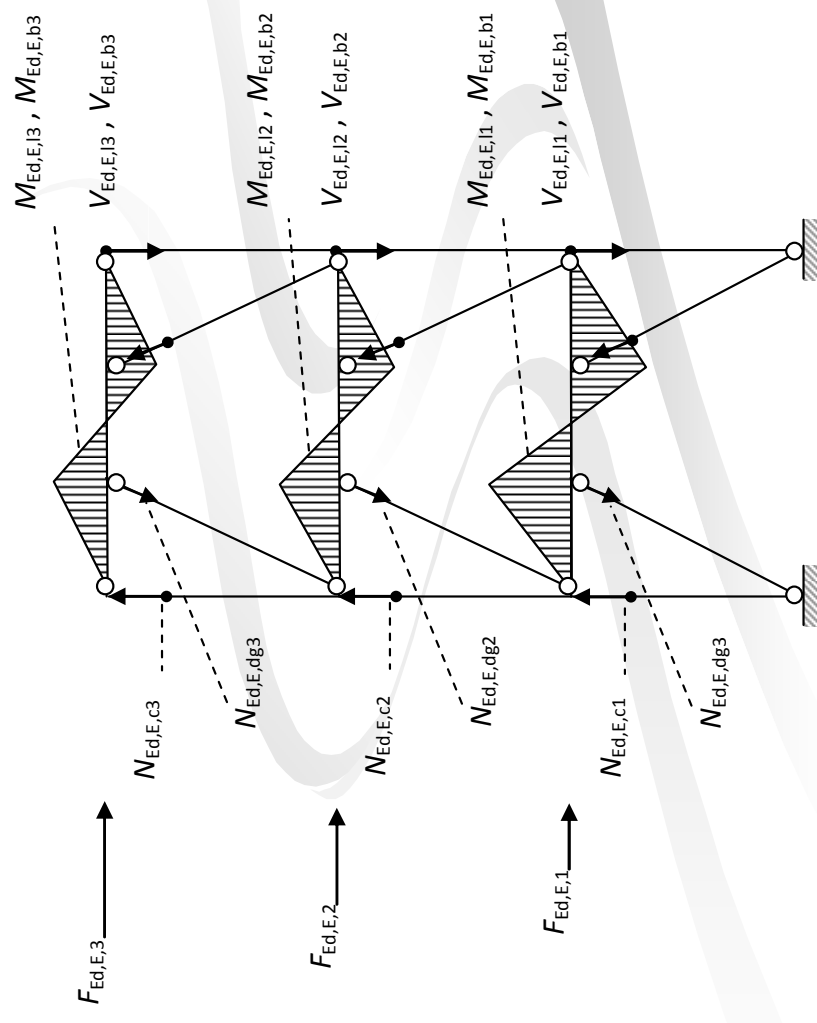 M_Ed,E,l3 , M_Ed,E,b3
V_Ed,E,l3 , V_Ed,E,b3
M_Ed,E,l2 , M_Ed,E,b2
V_Ed,E,l2 , V_Ed,E,b2
M_Ed,E,l1 , M_Ed,E,b1
V_Ed,E,l1 , V_Ed,E,b1
N_Ed,E,c3
N_Ed,E,dg3
N_Ed,E,c2
N_Ed,E,dg2
N_Ed,E,c1
N_Ed,E,dg3
F_Ed,E,3
F_Ed,E,2
F_Ed,E,1